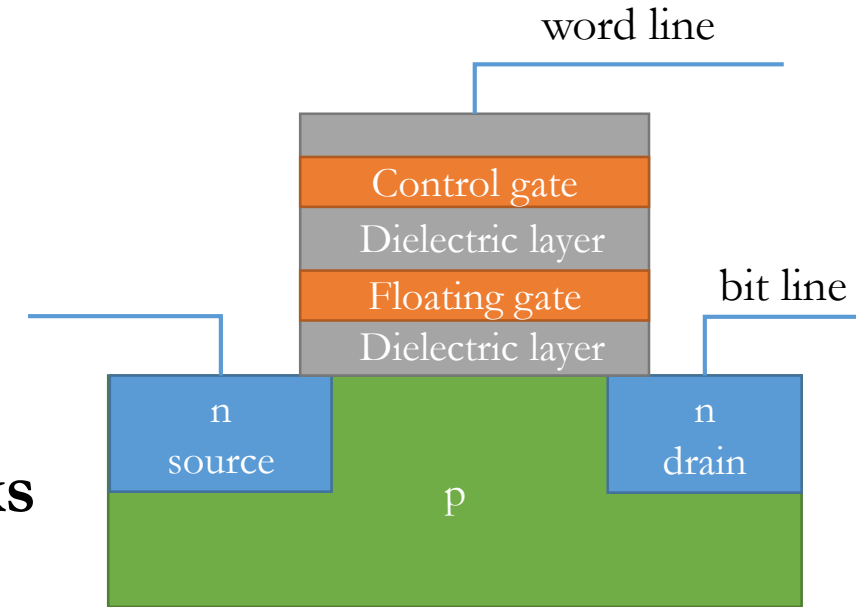 word line
Control gate
Dielectric layer
Floating gate
bit line
Dielectric layer
n
source
n
drain
p